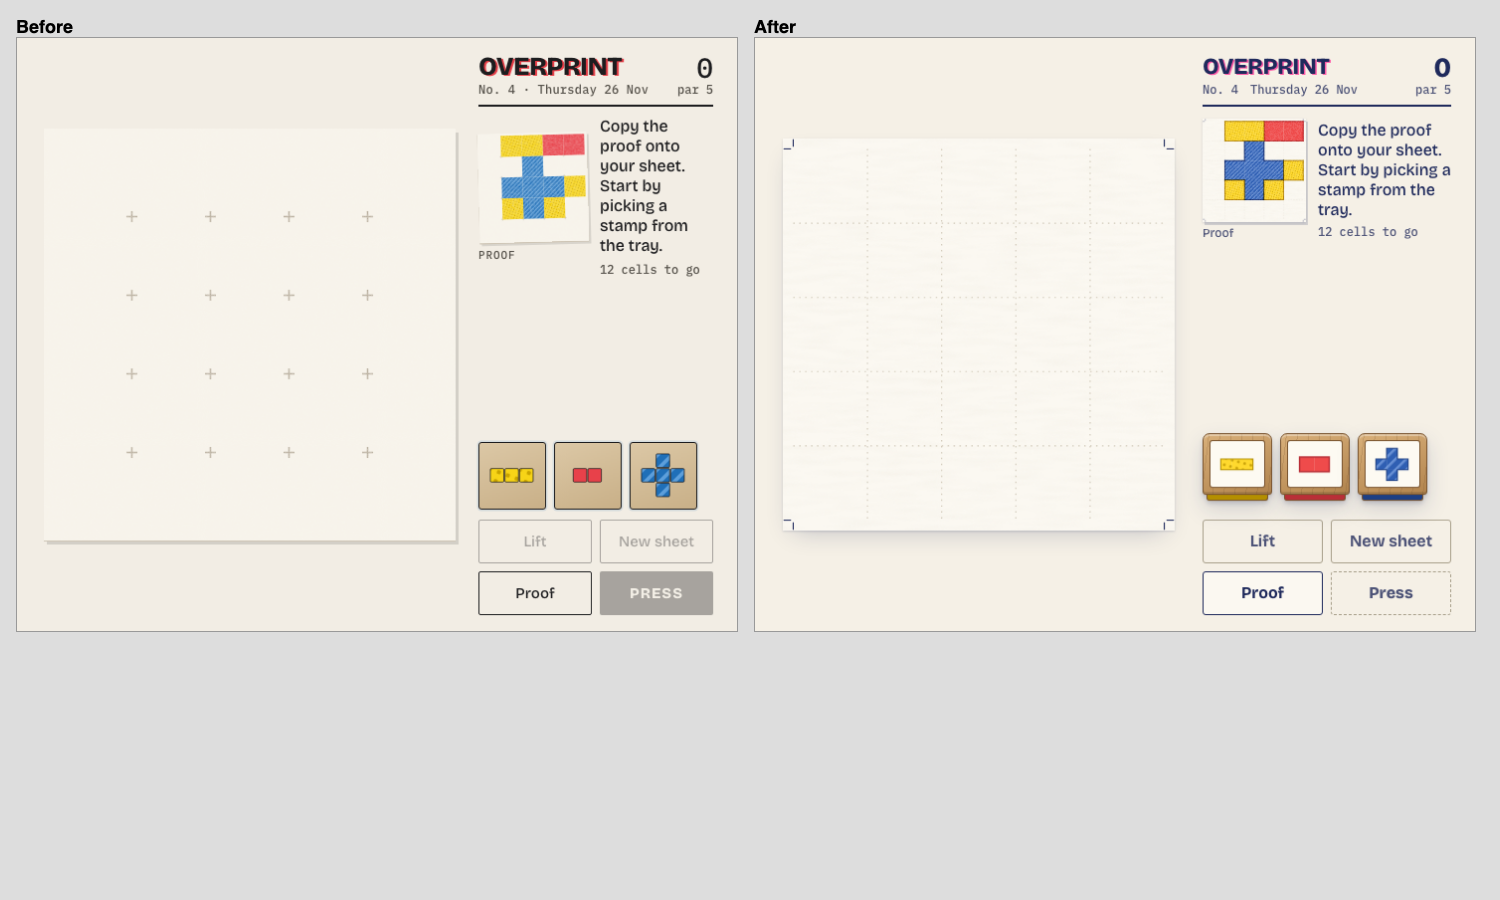 Before
OVERPRINT 0
No. 4 · Thursday 26 Nov par 5
Copy the
proof onto
your sheet.
Start by
picking a
stamp from
the tray.
PROOF
12 cells to go
Lift New sheet
Proof PRESS
After
OVERPRINT 0
No. 4 Thursday 26 Nov par 5
Copy the proof
onto your sheet.
Start by picking a
stamp from the
tray.
Proof
12 cells to go
Lift New sheet
Proof Press